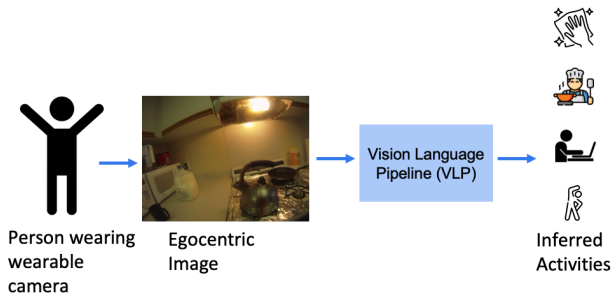 Person wearing
wearable
camera
Egocentric
Image
Vision Language
Pipeline (VLP)
Inferred
Activities